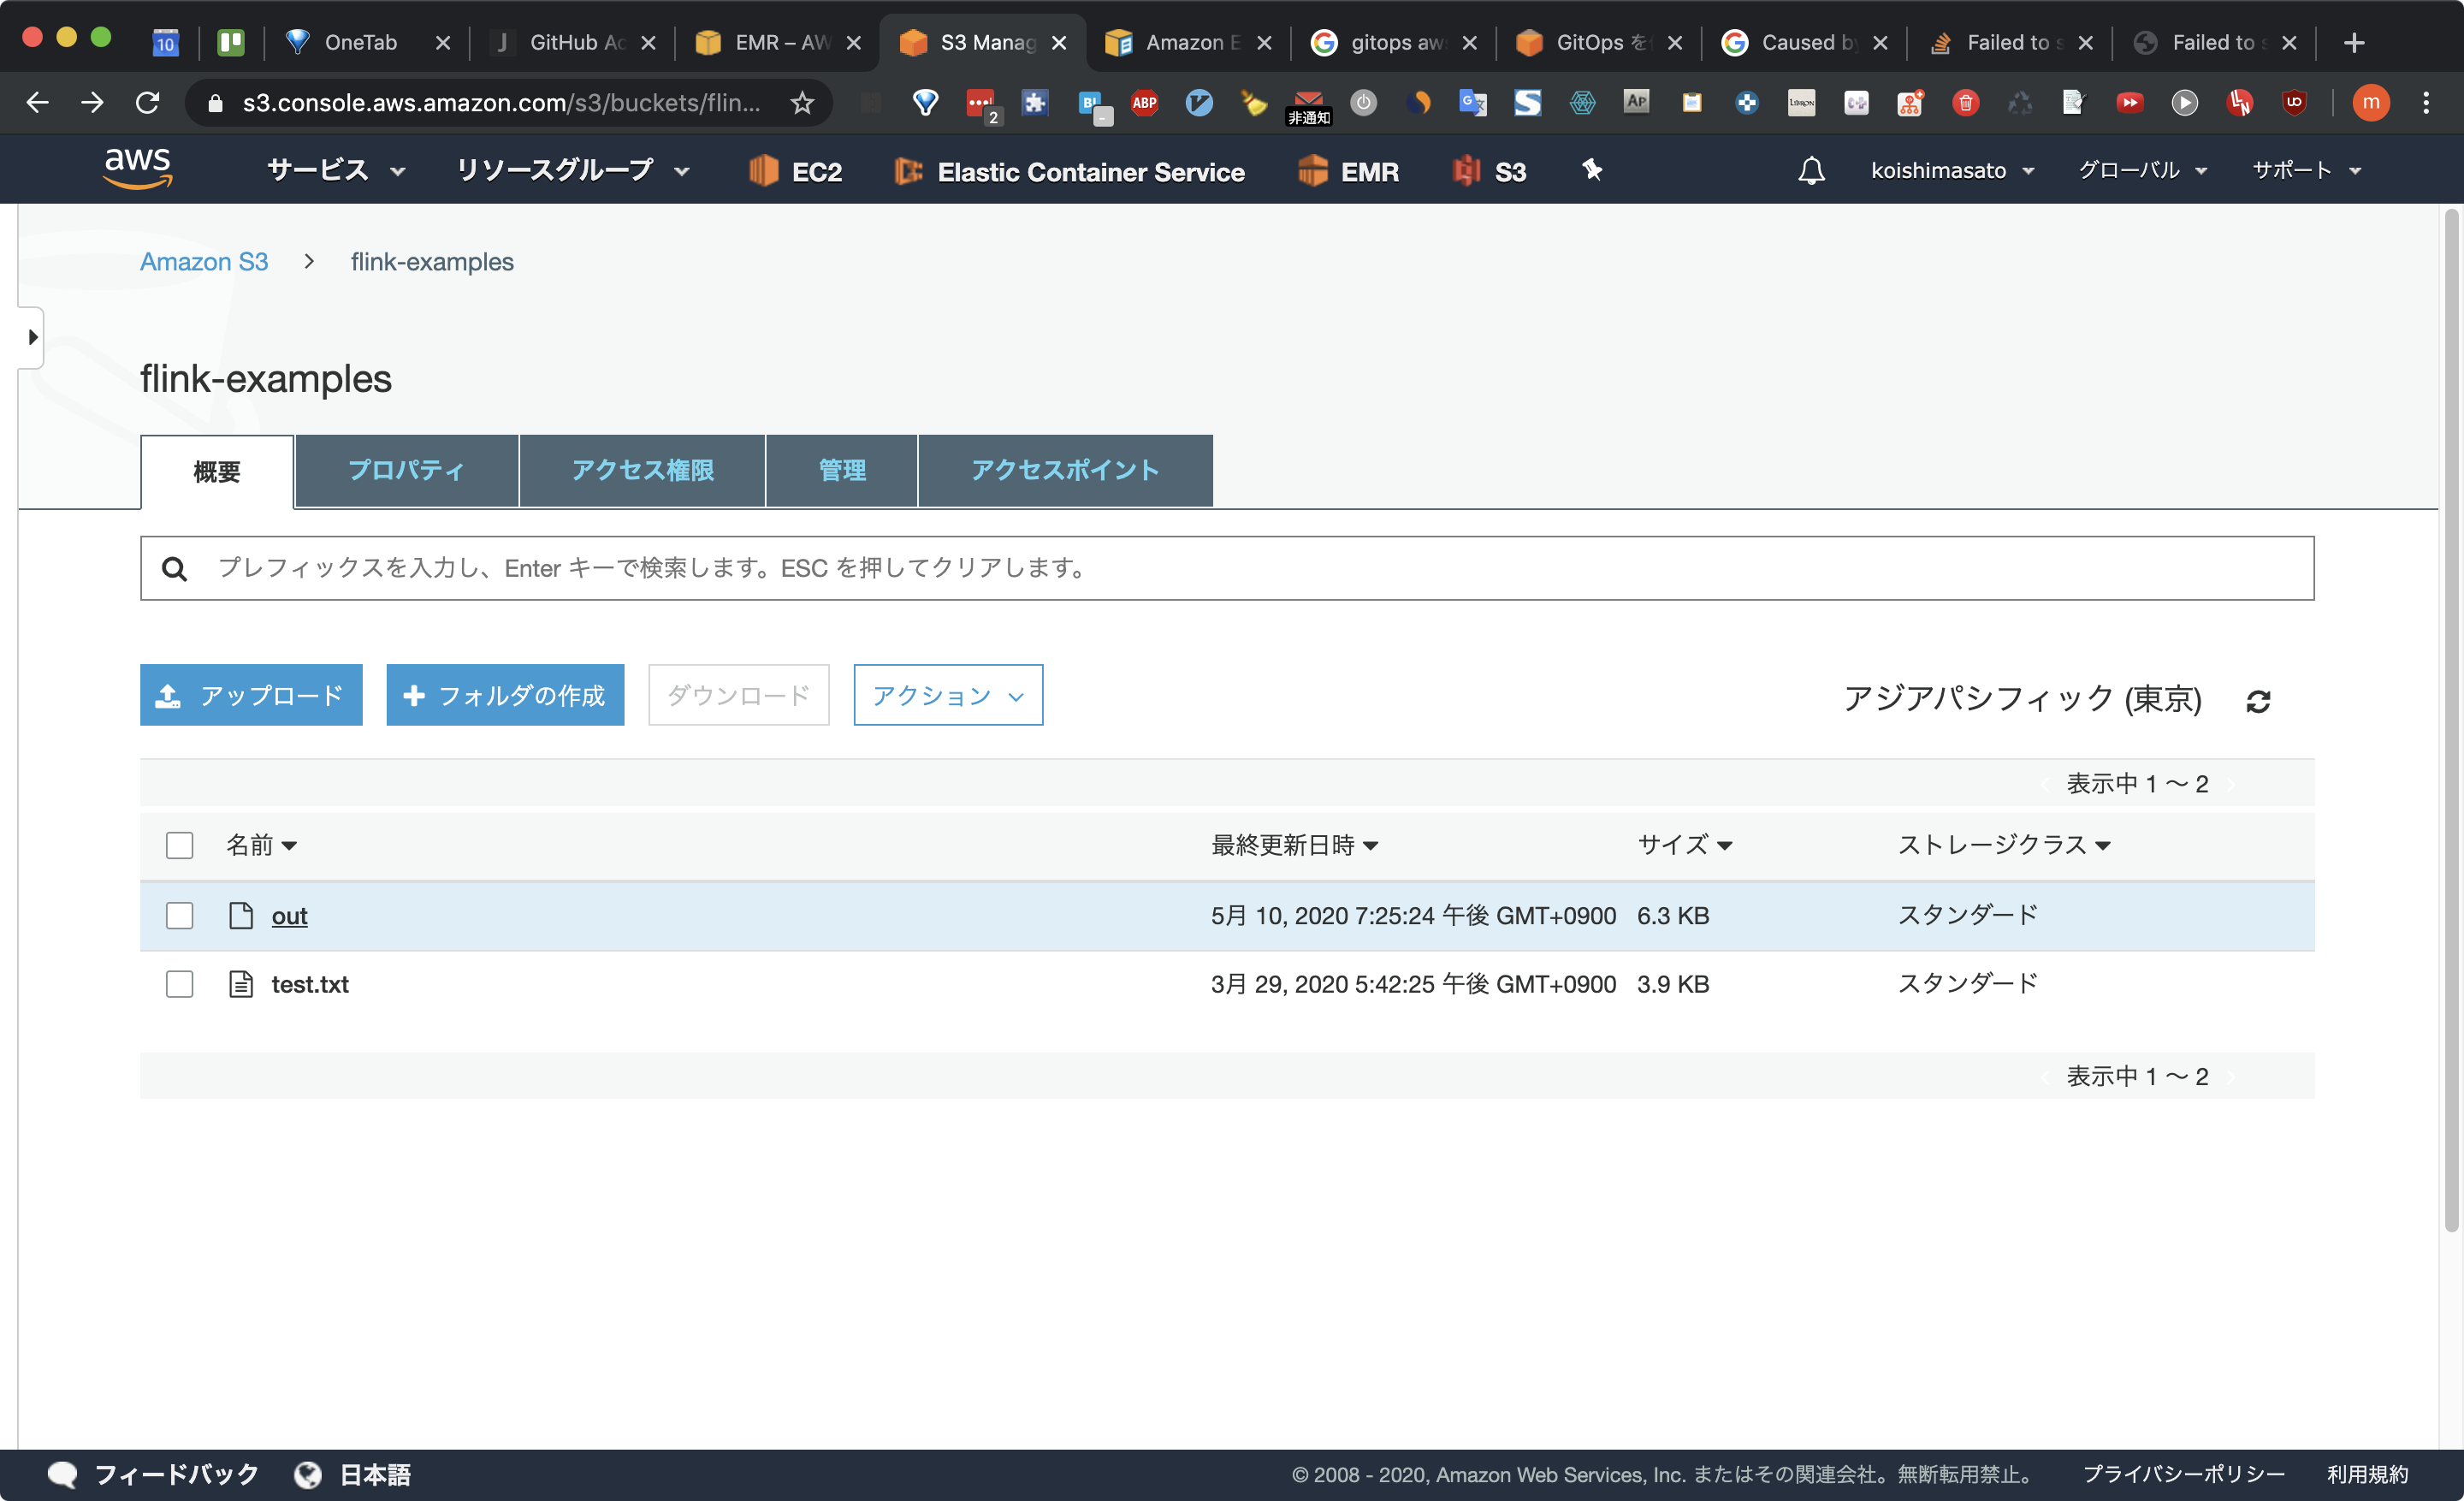 10 OneTab GitHub Ac EMR – AW S3 Manag Amazon E gitops aw GitOps を Caused by Failed to s Failed to s
s3.console.aws.amazon.com/s3/buckets/flin... 2 B! - ABP 非通知 AP m
aws サービス リソースグループ EC2 Elastic Container Service EMR S3 koishimasato グローバル サポート
Amazon S3 flink-examples
flink-examples
概要 プロパティ アクセス権限 管理 アクセスポイント
プレフィックスを入力し、Enter キーで検索します。ESC を押してクリアします。
アップロード フォルダの作成 ダウンロード アクション アジアパシフィック (東京)
表示中 1 ～ 2
名前 最終更新日時 サイズ ストレージクラス
out 5月 10, 2020 7:25:24 午後 GMT+0900 6.3 KB スタンダード
test.txt 3月 29, 2020 5:42:25 午後 GMT+0900 3.9 KB スタンダード
表示中 1 ～ 2
フィードバック 日本語 © 2008 - 2020, Amazon Web Services, Inc. またはその関連会社。無断転用禁止。 プライバシーポリシー 利用規約